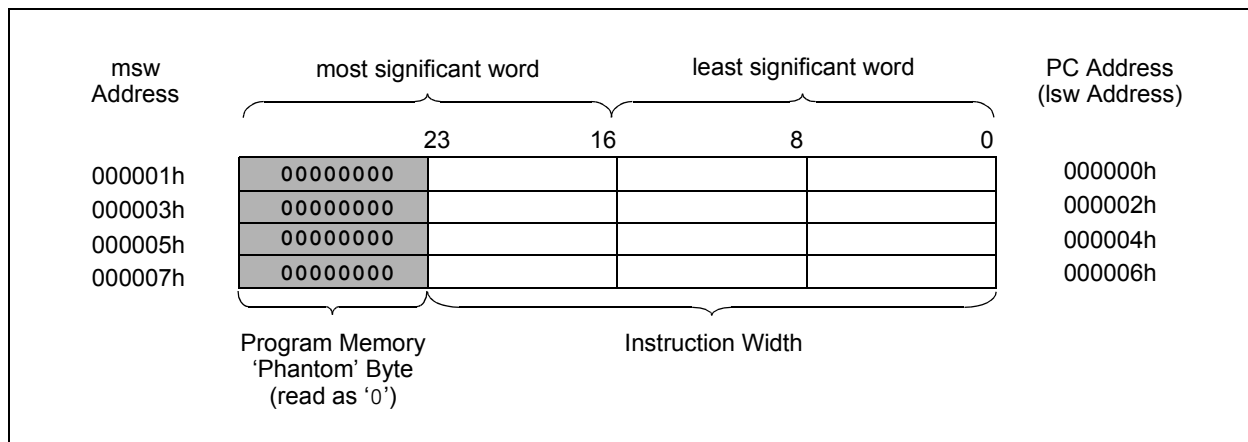 msw
Address
most significant word
least significant word
PC Address
(lsw Address)
23 16 8 0
000001h 00000000 000000h
000003h 00000000 000002h
000005h 00000000 000004h
000007h 00000000 000006h
Program Memory
‘Phantom’ Byte
(read as ‘0’)
Instruction Width